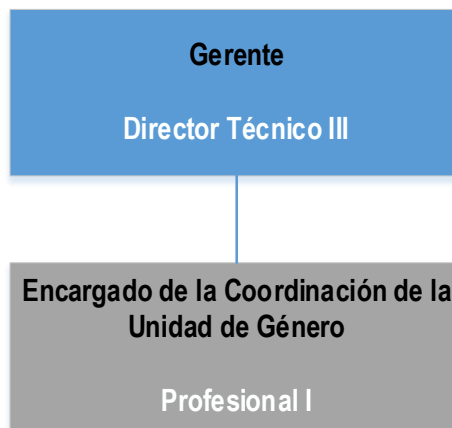 Gerente
Director Técnico III
Encargado de la Coordinación de la
Unidad de Género
Profesional I